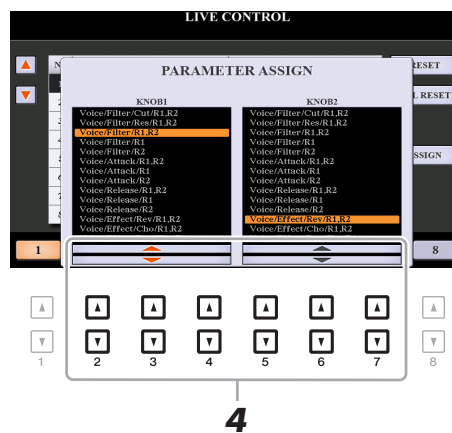 LIVE CONTROL
PARAMETER ASSIGN
KNOB1
Voice/Filter/Cut/R1,R2
Voice/Filter/Res/R1,R2
Voice/Filter/R1,R2
Voice/Filter/R1
Voice/Filter/R2
Voice/Attack/R1,R2
Voice/Attack/R1
Voice/Attack/R2
Voice/Release/R1,R2
Voice/Release/R1
Voice/Release/R2
Voice/Effect/Rev/R1,R2
Voice/Effect/Cho/R1,R2
KNOB2
Voice/Filter/Cut/R1,R2
Voice/Filter/Res/R1,R2
Voice/Filter/R1,R2
Voice/Filter/R1
Voice/Filter/R2
Voice/Attack/R1,R2
Voice/Attack/R1
Voice/Attack/R2
Voice/Release/R1,R2
Voice/Release/R1
Voice/Release/R2
Voice/Effect/Rev/R1,R2
Voice/Effect/Cho/R1,R2
RESET
L RESET
SSIGN
1
8
1 2 3 4 5 6 7 8
4